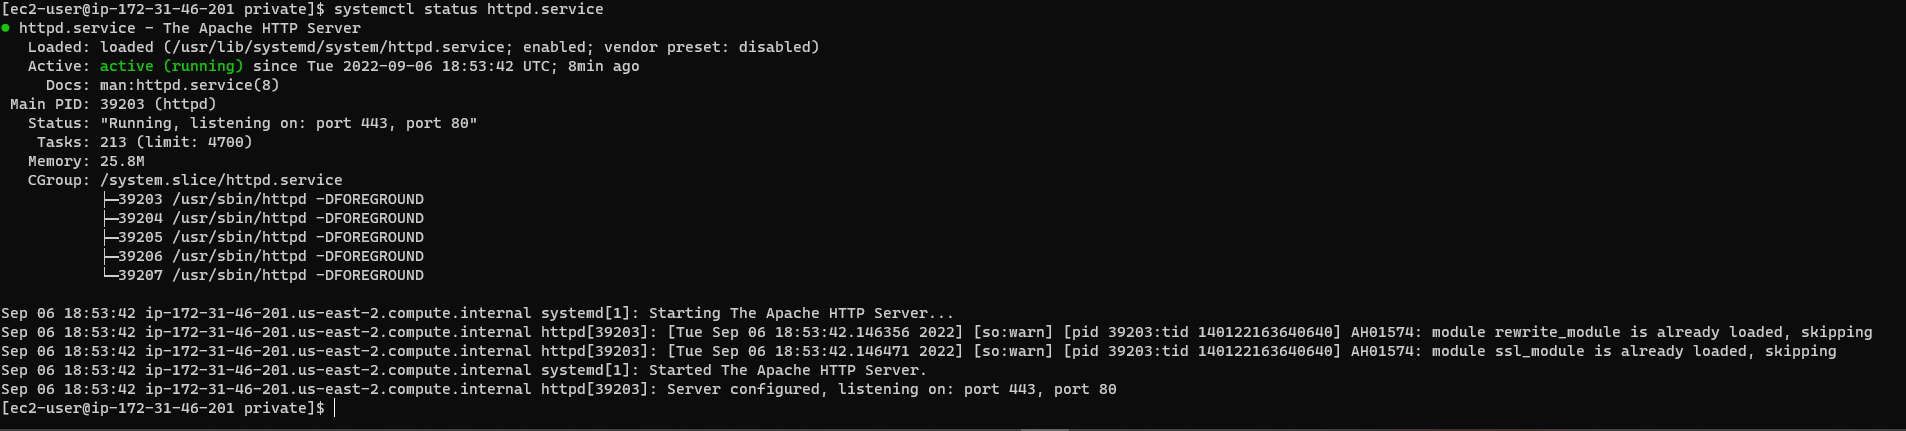 [ec2-user@ip-172-31-46-201 private]$ systemctl status httpd.service
● httpd.service - The Apache HTTP Server
   Loaded: loaded (/usr/lib/systemd/system/httpd.service; enabled; vendor preset: disabled)
   Active: active (running) since Tue 2022-09-06 18:53:42 UTC; 8min ago
     Docs: man:httpd.service(8)
 Main PID: 39203 (httpd)
   Status: "Running, listening on: port 443, port 80"
    Tasks: 213 (limit: 4700)
   Memory: 25.8M
   CGroup: /system.slice/httpd.service
           ├─39203 /usr/sbin/httpd -DFOREGROUND
           ├─39204 /usr/sbin/httpd -DFOREGROUND
           ├─39205 /usr/sbin/httpd -DFOREGROUND
           ├─39206 /usr/sbin/httpd -DFOREGROUND
           └─39207 /usr/sbin/httpd -DFOREGROUND

Sep 06 18:53:42 ip-172-31-46-201.us-east-2.compute.internal systemd[1]: Starting The Apache HTTP Server...
Sep 06 18:53:42 ip-172-31-46-201.us-east-2.compute.internal httpd[39203]: [Tue Sep 06 18:53:42.146356 2022] [so:warn] [pid 39203:tid 140122163640640] AH01574: module rewrite_module is already loaded, skipping
Sep 06 18:53:42 ip-172-31-46-201.us-east-2.compute.internal httpd[39203]: [Tue Sep 06 18:53:42.146471 2022] [so:warn] [pid 39203:tid 140122163640640] AH01574: module ssl_module is already loaded, skipping
Sep 06 18:53:42 ip-172-31-46-201.us-east-2.compute.internal systemd[1]: Started The Apache HTTP Server.
Sep 06 18:53:42 ip-172-31-46-201.us-east-2.compute.internal httpd[39203]: Server configured, listening on: port 443, port 80
[ec2-user@ip-172-31-46-201 private]$